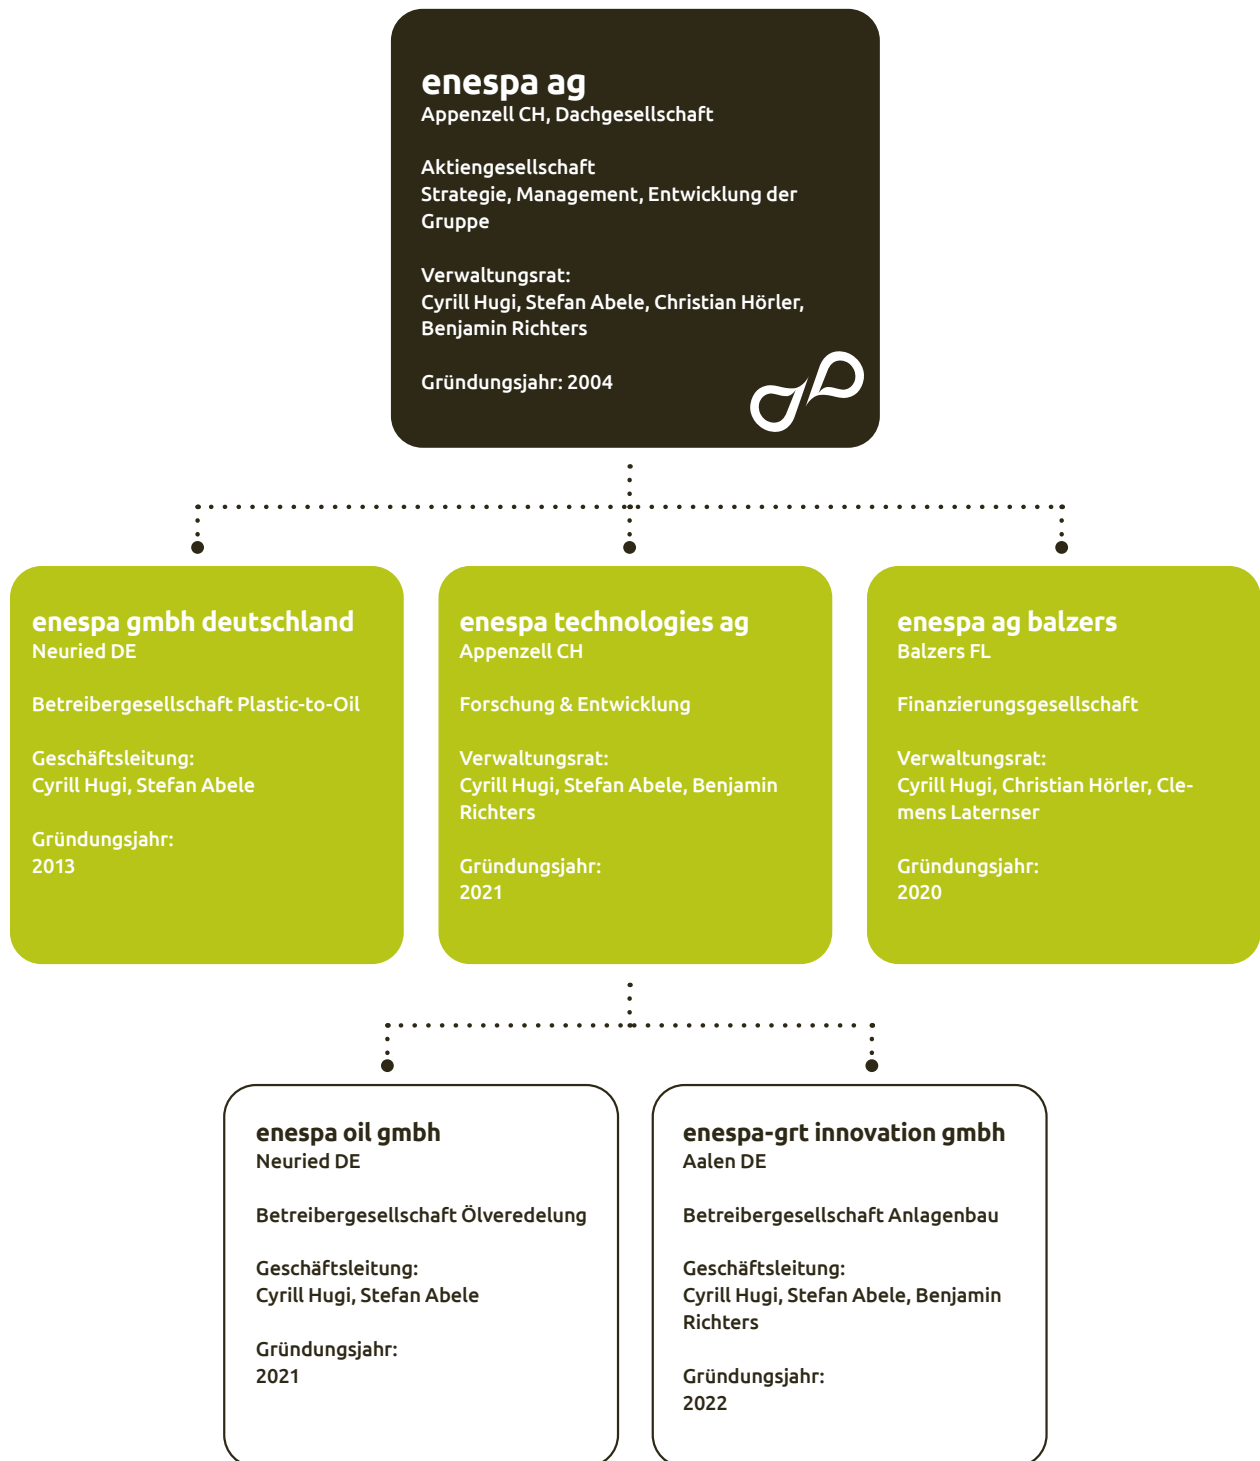 enespa ag
Appenzell CH, Dachgesellschaft
Aktiengesellschaft
Strategie, Management, Entwicklung der
Gruppe
Verwaltungsrat:
Cyrill Hugi, Stefan Abele, Christian Hörler,
Benjamin Richters
Gründungsjahr: 2004
enespa gmbh deutschland
Neuried DE
Betreibergesellschaft Plastic-to-Oil
Geschäftsleitung:
Cyrill Hugi, Stefan Abele
Gründungsjahr:
2013
enespa technologies ag
Appenzell CH
Forschung & Entwicklung
Verwaltungsrat:
Cyrill Hugi, Stefan Abele, Benjamin
Richters
Gründungsjahr:
2021
enespa ag balzers
Balzers FL
Finanzierungsgesellschaft
Verwaltungsrat:
Cyrill Hugi, Christian Hörler, Cle-
mens Laternser
Gründungsjahr:
2020
enespa oil gmbh
Neuried DE
Betreibergesellschaft Ölveredelung
Geschäftsleitung:
Cyrill Hugi, Stefan Abele
Gründungsjahr:
2021
enespa-grt innovation gmbh
Aalen DE
Betreibergesellschaft Anlagenbau
Geschäftsleitung:
Cyrill Hugi, Stefan Abele, Benjamin
Richters
Gründungsjahr:
2022